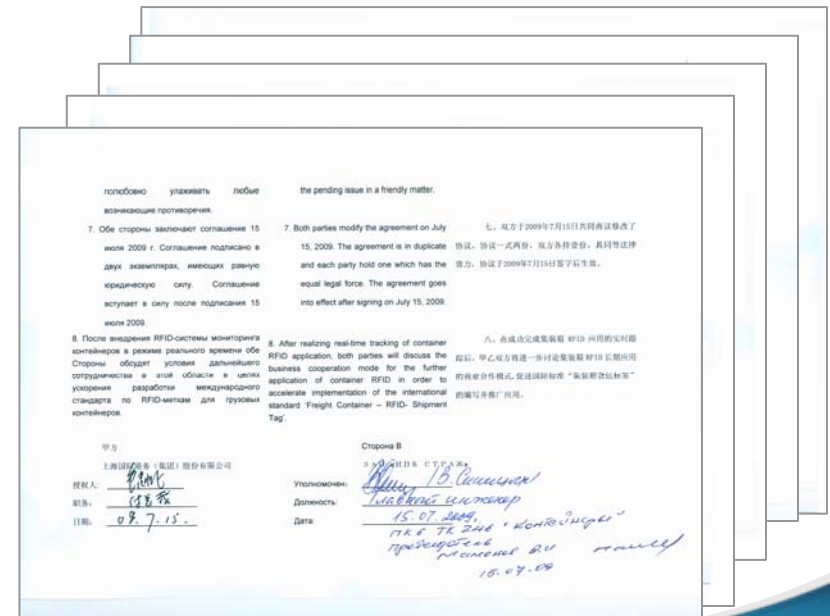 полюбовно улаживать любые
возникающие противоречия.
7. Обе стороны заключают соглашение 15
июля 2009 г. Соглашение подписано в
двух экземплярах, имеющих равную
юридическую силу. Соглашение
вступает в силу после подписания 15
июля 2009.
8. После внедрения RFID-системы мониторинга
контейнеров в режиме реального времени обе
Стороны обсудят условия дальнейшего
сотрудничества в этой области в целях
ускорения разработки международного
стандарта по RFID-меткам для грузовых
контейнеров.
the pending issue in a friendly matter.
7. Both parties modify the agreement on July
15, 2009. The agreement is in duplicate
and each party hold one which has the
equal legal force. The agreement goes
into effect after signing on July 15, 2009.
8. After realizing real-time tracking of container
RFID application, both parties will discuss the
business cooperation mode for the further
application of container RFID in order to
accelerate implementation of the international
standard 'Freight Container – RFID- Shipment
Tag'.
七、双方于2009年7月15日共同商议修改了
协议，协议一式两份，双方各持壹份，具同等法律
效力，协议于2009年7月15日签字后生效。
八、在成功完成集装箱 RFID 应用的实时跟
踪后，甲乙双方将进一步讨论集装箱 RFID 长期应用
的商业合作模式，促进国际标准“集装箱货运标签”
的编写并推广应用。
甲方
上海国际港务（集团）股份有限公司
授权人：
职务：
日期： 09.7.15.
Сторона В
ЗАО НПК СТРАЖ
Уполномочен:
Должность: Главный инженер
Дата: 15.07.2009.
ПК 6 ТК 246 "Контейнеры"
председатель
Мамонов В.И
15.07.09